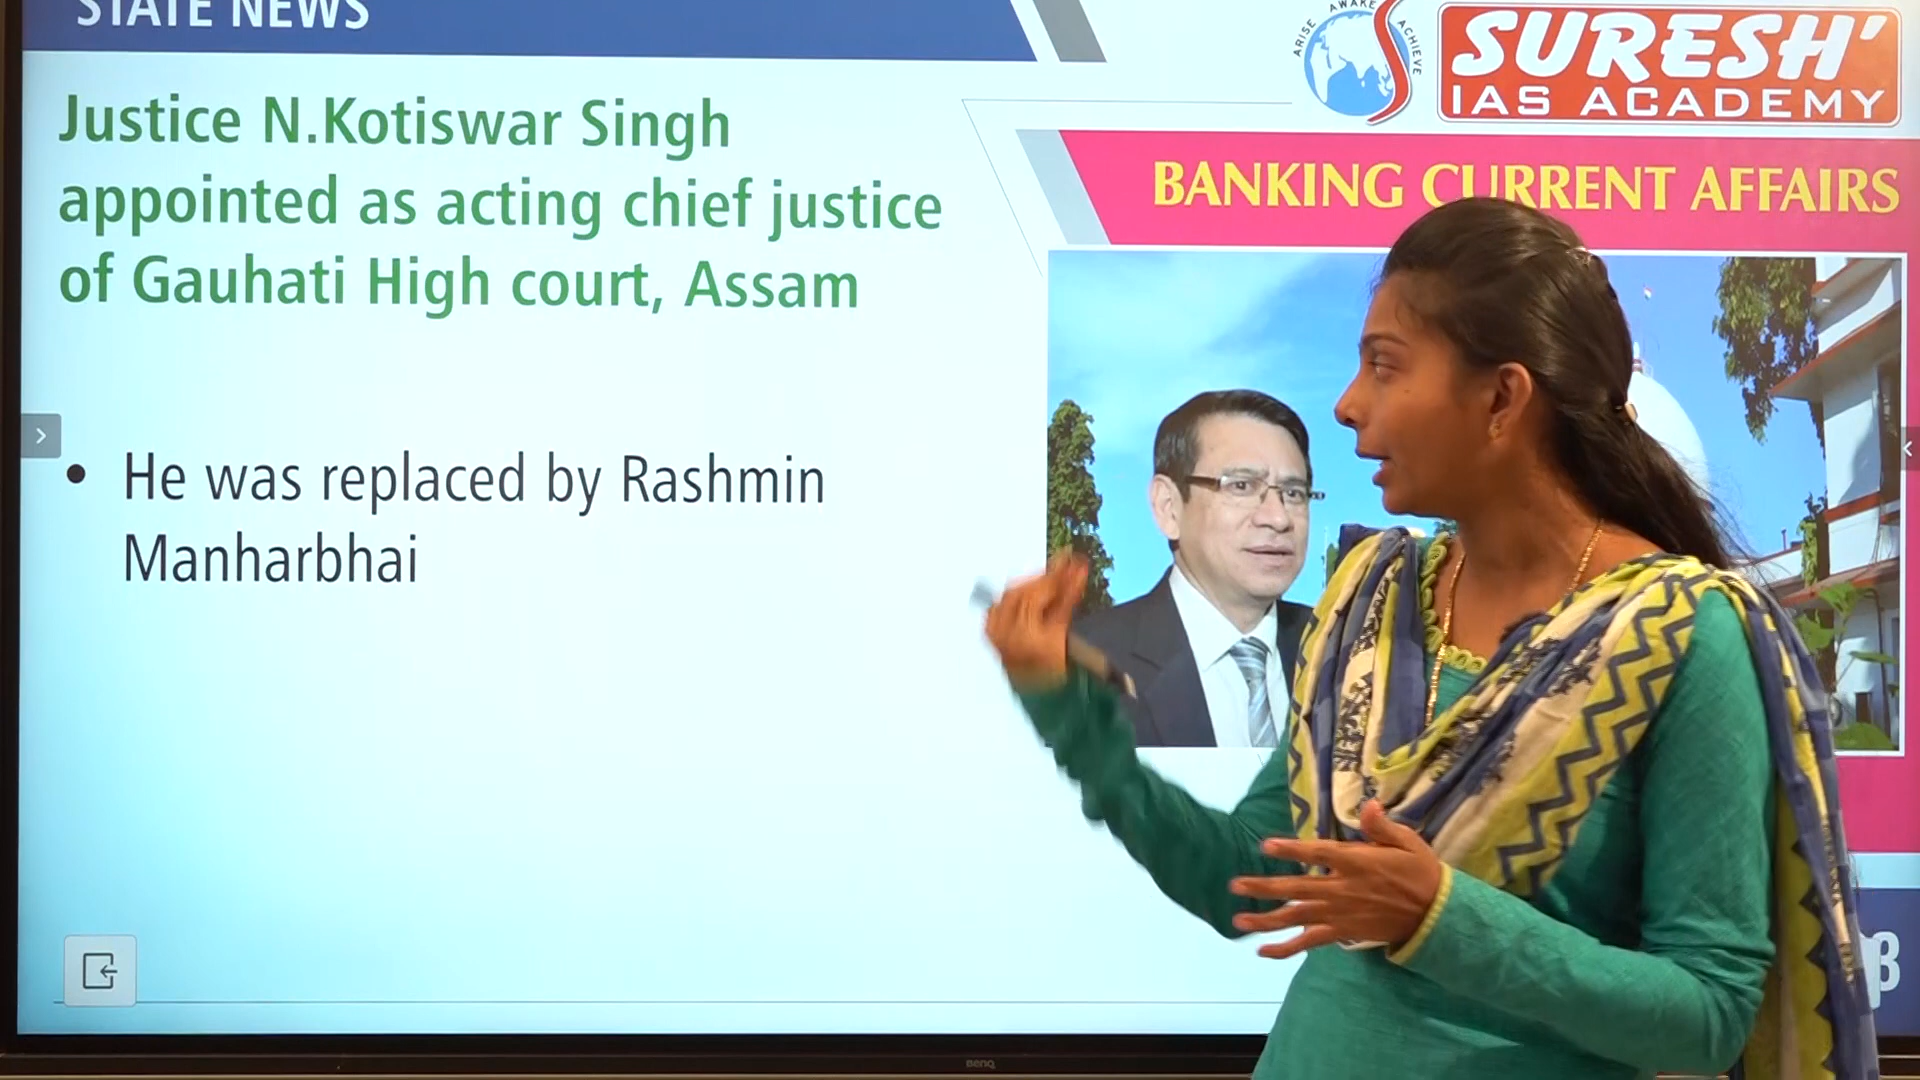 STATE NEWS
ARISE AWAKE ACHIEVE
SURESH'
IAS ACADEMY
BANKING CURRENT AFFAIRS
Justice N.Kotiswar Singh
appointed as acting chief justice
of Gauhati High court, Assam
• He was replaced by Rashmin
Manharbhai
BenQ